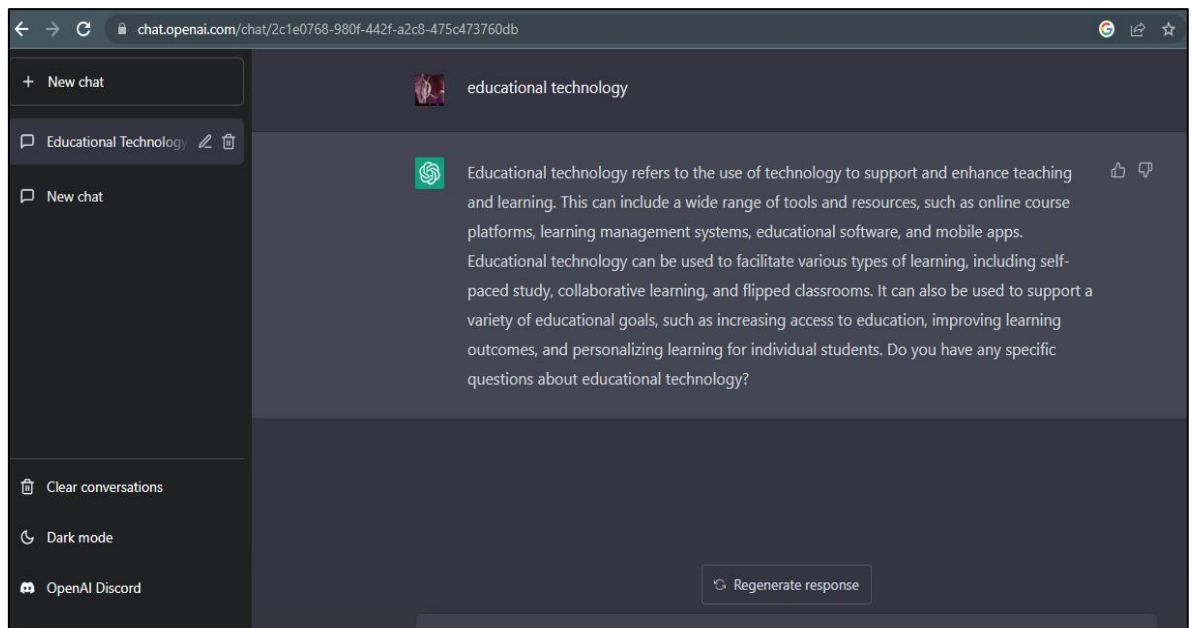 chat.openai.com/chat/2c1e0768-980f-442f-a2c8-475c473760db
New chat
Educational Technology
New chat
Clear conversations
Dark mode
OpenAI Discord
educational technology
Educational technology refers to the use of technology to support and enhance teaching
and learning. This can include a wide range of tools and resources, such as online course
platforms, learning management systems, educational software, and mobile apps.
Educational technology can be used to facilitate various types of learning, including self-
paced study, collaborative learning, and flipped classrooms. It can also be used to support a
variety of educational goals, such as increasing access to education, improving learning
outcomes, and personalizing learning for individual students. Do you have any specific
questions about educational technology?
Regenerate response